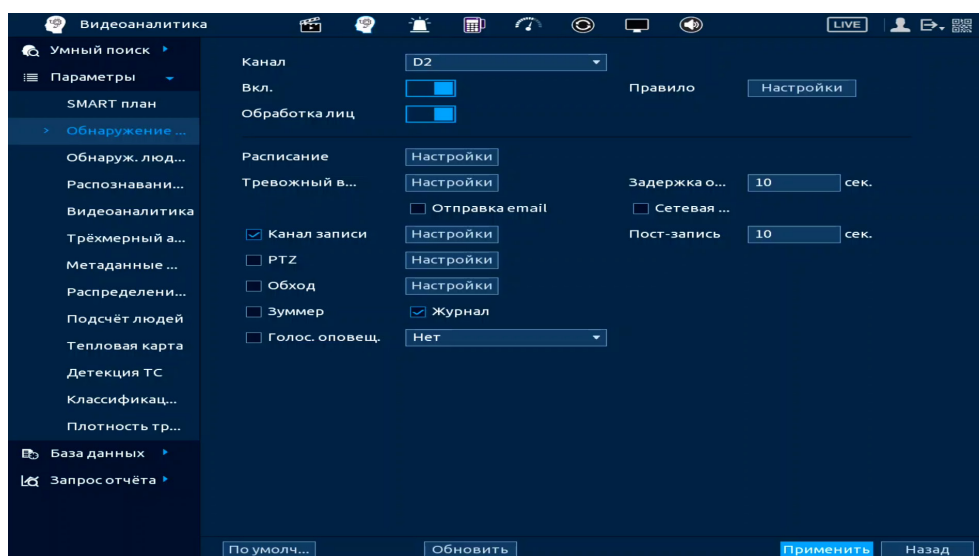 Видеоаналитика
LIVE
Умный поиск
Параметры
SMART план
Обнаружение ...
Обнаруж. люд...
Распознавани...
Видеоаналитика
Трёхмерный а...
Метаданные ...
Распределени...
Подсчёт людей
Тепловая карта
Детекция ТС
Классификац...
Плотность тр...
База данных
Запрос отчёта
Канал D2
Вкл. Правило Настройки
Обработка лиц
Расписание Настройки
Тревожный в... Настройки Задержка о... 10 сек.
Отправка email Сетевая ...
Канал записи Настройки Пост-запись 10 сек.
PTZ Настройки
Обход Настройки
Зуммер Журнал
Голос. оповещ. Нет
По умолч... Обновить Применить Назад